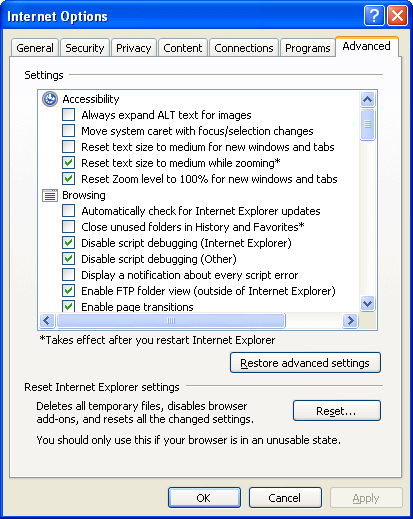 Internet Options
General Security Privacy Content Connections Programs Advanced
Settings
Accessibility
Always expand ALT text for images
Move system caret with focus/selection changes
Reset text size to medium for new windows and tabs
Reset text size to medium while zooming*
Reset Zoom level to 100% for new windows and tabs
Browsing
Automatically check for Internet Explorer updates
Close unused folders in History and Favorites*
Disable script debugging (Internet Explorer)
Disable script debugging (Other)
Display a notification about every script error
Enable FTP folder view (outside of Internet Explorer)
Enable page transitions
*Takes effect after you restart Internet Explorer
Restore advanced settings
Reset Internet Explorer settings
Deletes all temporary files, disables browser
add-ons, and resets all the changed settings.
Reset...
You should only use this if your browser is in an unusable state.
OK Cancel Apply